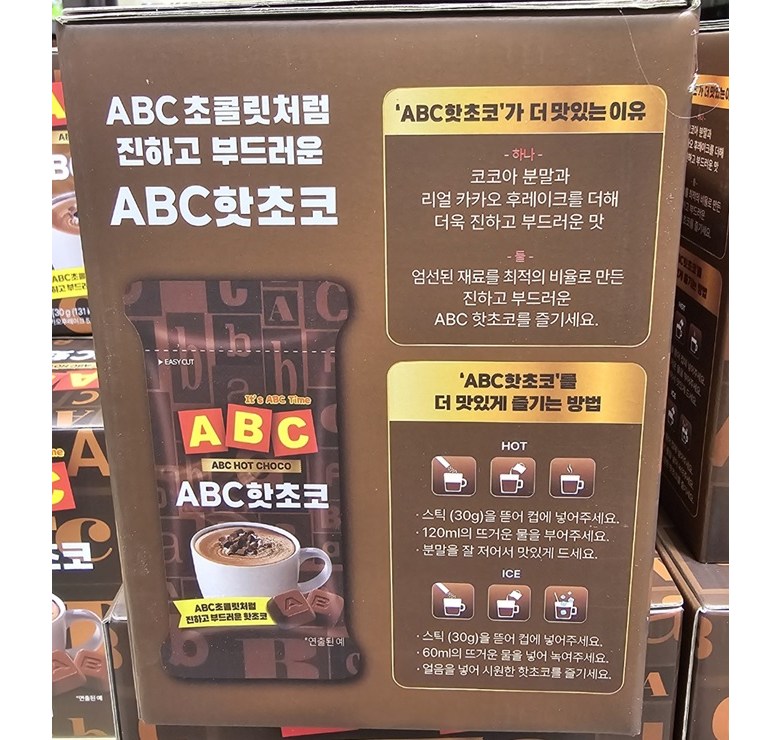 ABC 초콜릿처럼
진하고 부드러운
ABC핫초코
▶ EASY CUT
It's ABC Time
ABC
ABC HOT CHOCO
ABC핫초코
ABC초콜릿처럼
진하고 부드러운 핫초코
*연출된 예
'ABC핫초코'가 더 맛있는 이유
- 하나 -
코코아 분말과
리얼 카카오 후레이크를 더해
더욱 진하고 부드러운 맛
- 둘 -
엄선된 재료를 최적의 비율로 만든
진하고 부드러운
ABC 핫초코를 즐기세요.
'ABC핫초코'를
더 맛있게 즐기는 방법
HOT
· 스틱 (30g)을 뜯어 컵에 넣어주세요.
· 120ml의 뜨거운 물을 부어주세요.
· 분말을 잘 저어서 맛있게 드세요.
ICE
· 스틱 (30g)을 뜯어 컵에 넣어주세요.
· 60ml의 뜨거운 물을 넣어 녹여주세요.
· 얼음을 넣어 시원한 핫초코를 즐기세요.
*연출된 예